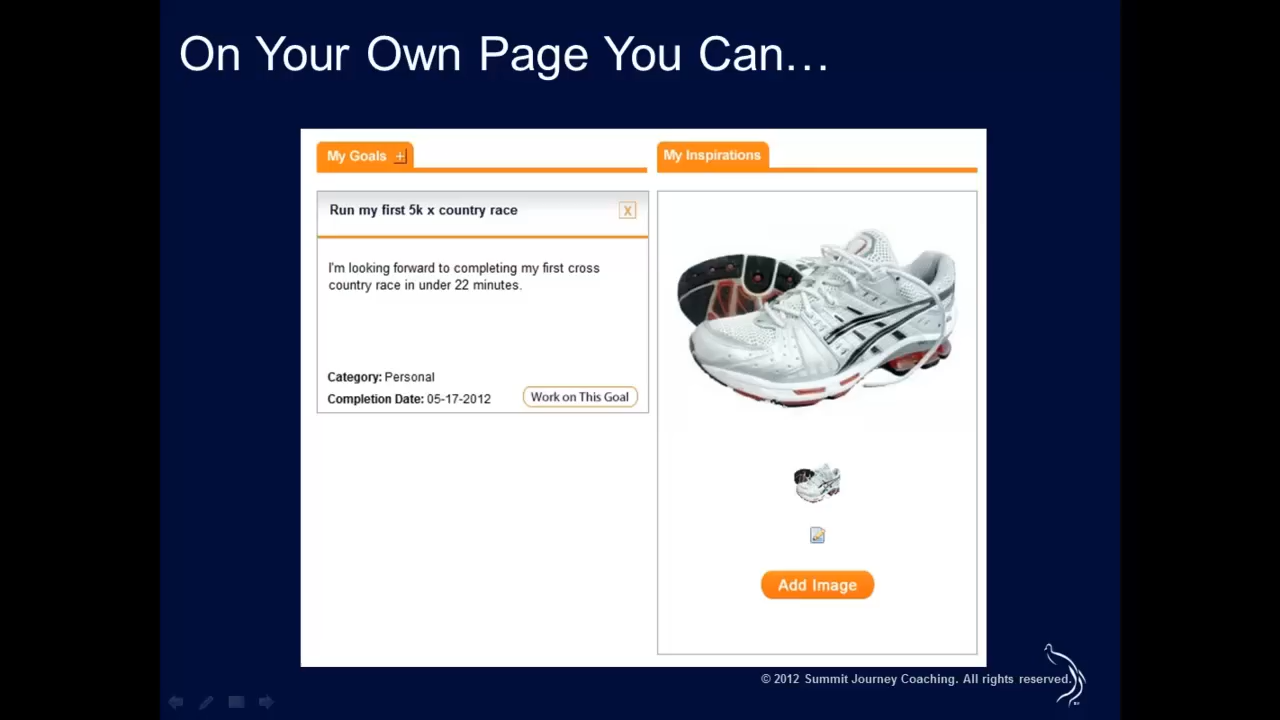 On Your Own Page You Can…
My Goals +
My Inspirations
Run my first 5k x country race
X
I'm looking forward to completing my first cross
country race in under 22 minutes.
Category: Personal
Completion Date: 05-17-2012
Work on This Goal
Add Image
© 2012 Summit Journey Coaching. All rights reserved.